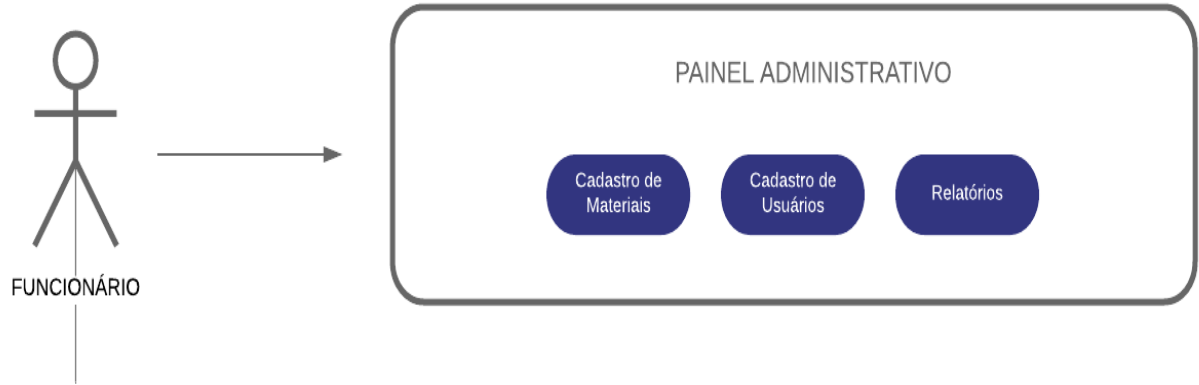 PAINEL ADMINISTRATIVO
Cadastro de
Materiais
Cadastro de
Usuários
Relatórios
FUNCIONÁRIO